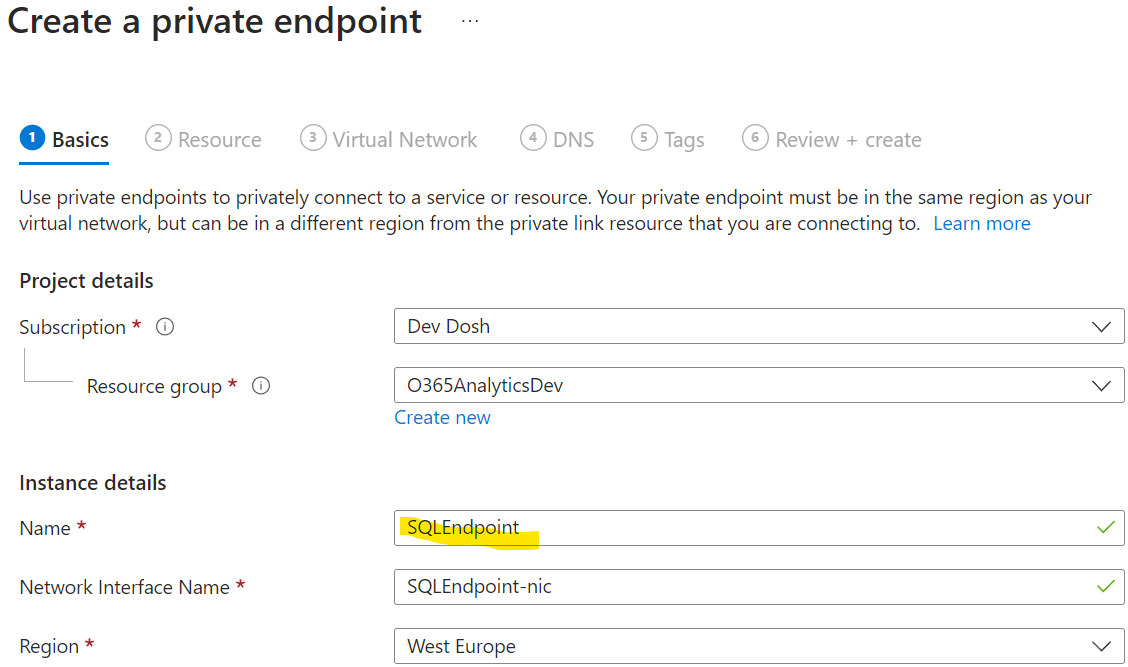 Create a private endpoint ...
1 Basics 2 Resource 3 Virtual Network 4 DNS 5 Tags 6 Review + create
Use private endpoints to privately connect to a service or resource. Your private endpoint must be in the same region as your
virtual network, but can be in a different region from the private link resource that you are connecting to. Learn more
Project details
Subscription * Dev Dosh
Resource group * O365AnalyticsDev
Create new
Instance details
Name * SQLEndpoint
Network Interface Name * SQLEndpoint-nic
Region * West Europe